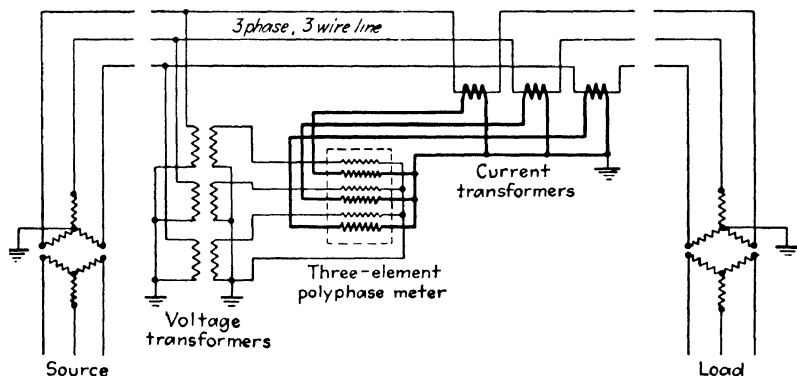 3 phase, 3 wire line
Current
transformers
Three-element
polyphase meter
Voltage
transformers
Source
Load